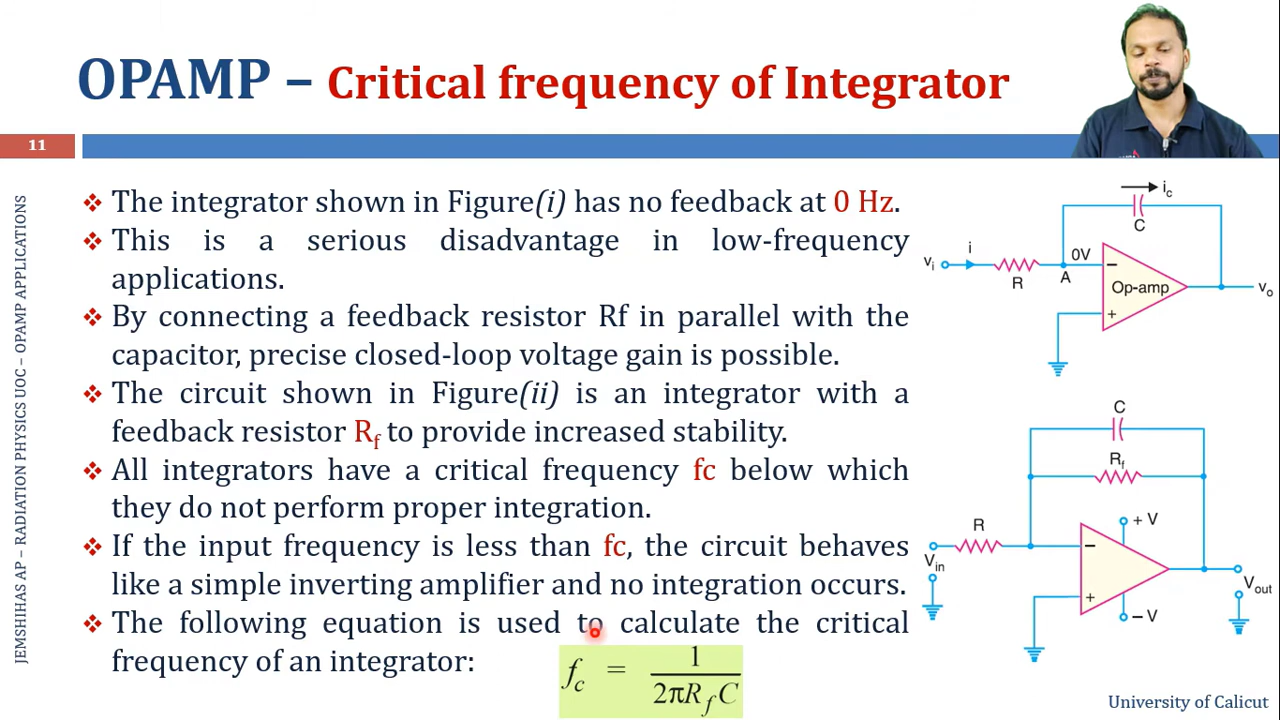 OPAMP – Critical frequency of Integrator
11
JEMSHIHAS AP – RADIATION PHYSICS UOC – OPAMP APPLICATIONS
❖ The integrator shown in Figure(i) has no feedback at 0 Hz.
❖ This is a serious disadvantage in low-frequency
applications.
❖ By connecting a feedback resistor Rf in parallel with the
capacitor, precise closed-loop voltage gain is possible.
❖ The circuit shown in Figure(ii) is an integrator with a
feedback resistor Rf to provide increased stability.
❖ All integrators have a critical frequency fc below which
they do not perform proper integration.
❖ If the input frequency is less than fc, the circuit behaves
like a simple inverting amplifier and no integration occurs.
❖ The following equation is used to calculate the critical
frequency of an integrator:
fc = 1 / 2πRfC
ic
C
i
vi
0V
−
R
A
Op-amp
vo
+
C
Rf
R
+ V
Vin
−
Vout
+
− V
University of Calicut